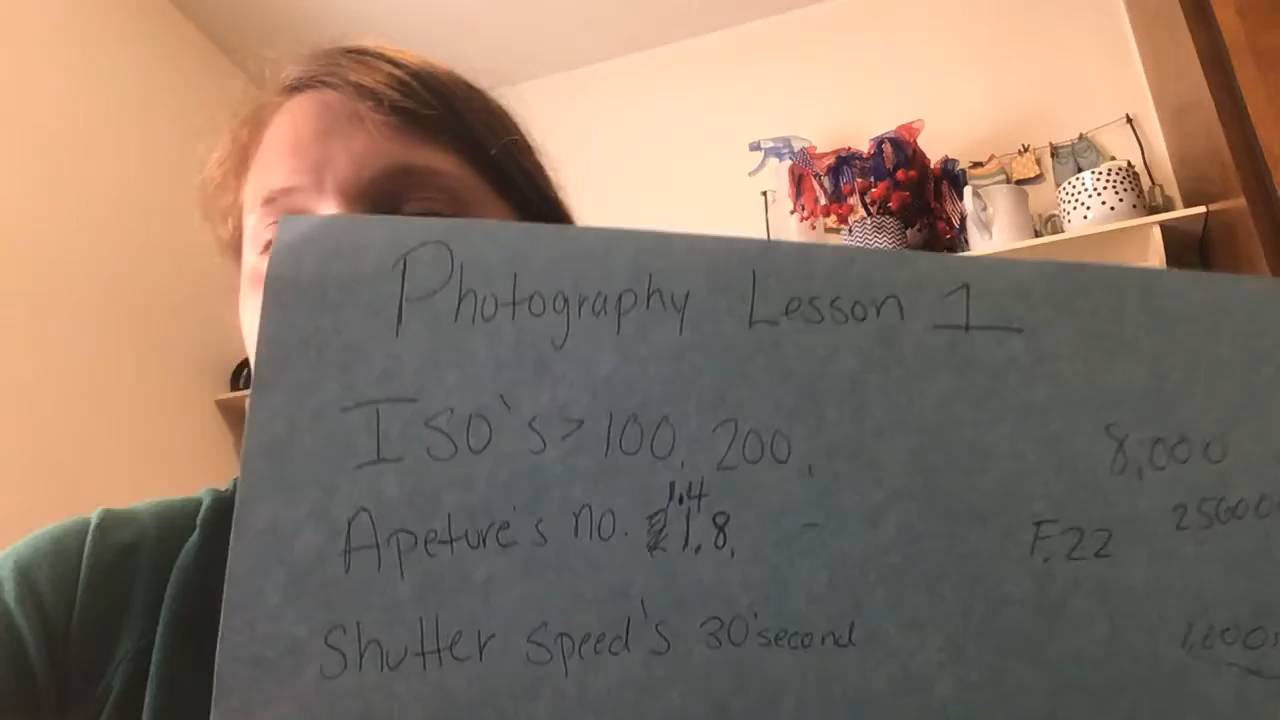 Photography Lesson 1
ISO's > 100, 200, 8,000
25600
Apeture's no. 1.4 1.8, - F.22
Shutter speed's 30 second